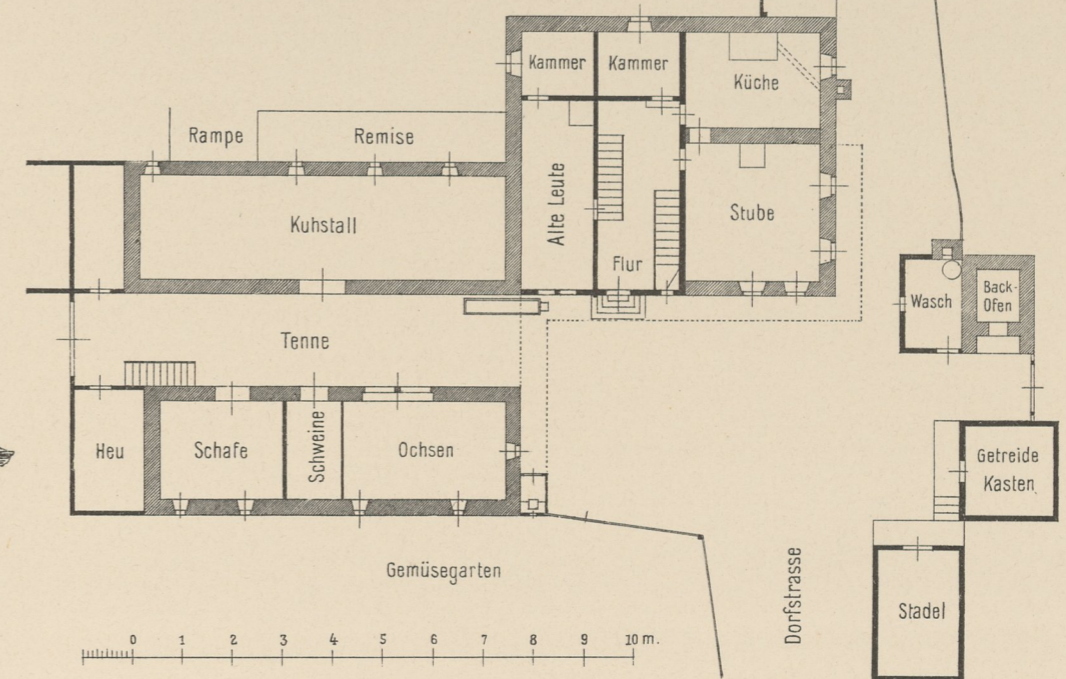 Kammer
Kammer
Küche
Rampe
Remise
Alte Leute
Flur
Stube
Kuhstall
Wasch
Back-
Ofen
Tenne
Heu
Schafe
Schweine
Ochsen
Getreide
Kasten
Gemüsegarten
Dorfstrasse
Stadel
0 1 2 3 4 5 6 7 8 9 10 m.